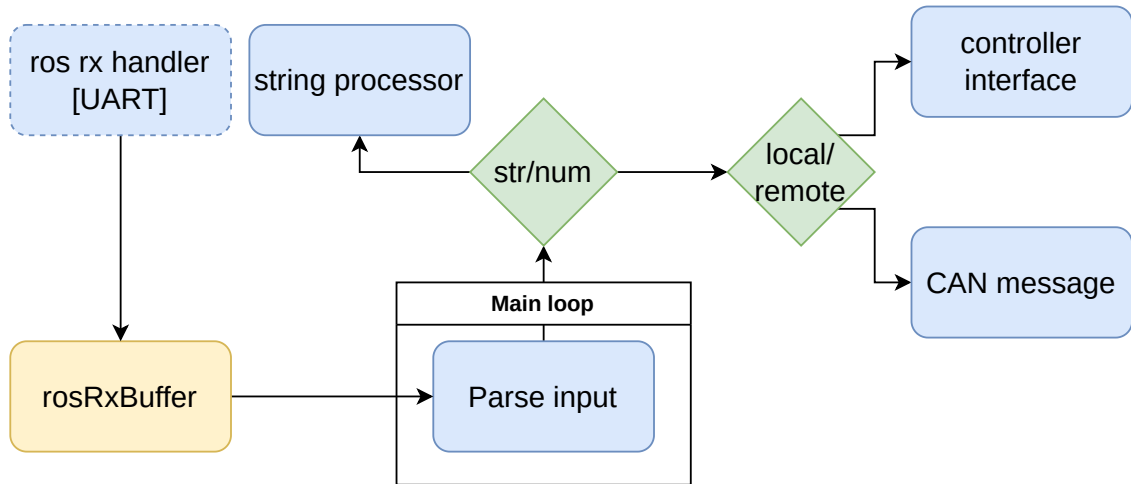 ros rx handler
[UART]
string processor
controller
interface
str/num
local/
remote
CAN message
Main loop
rosRxBuffer
Parse input